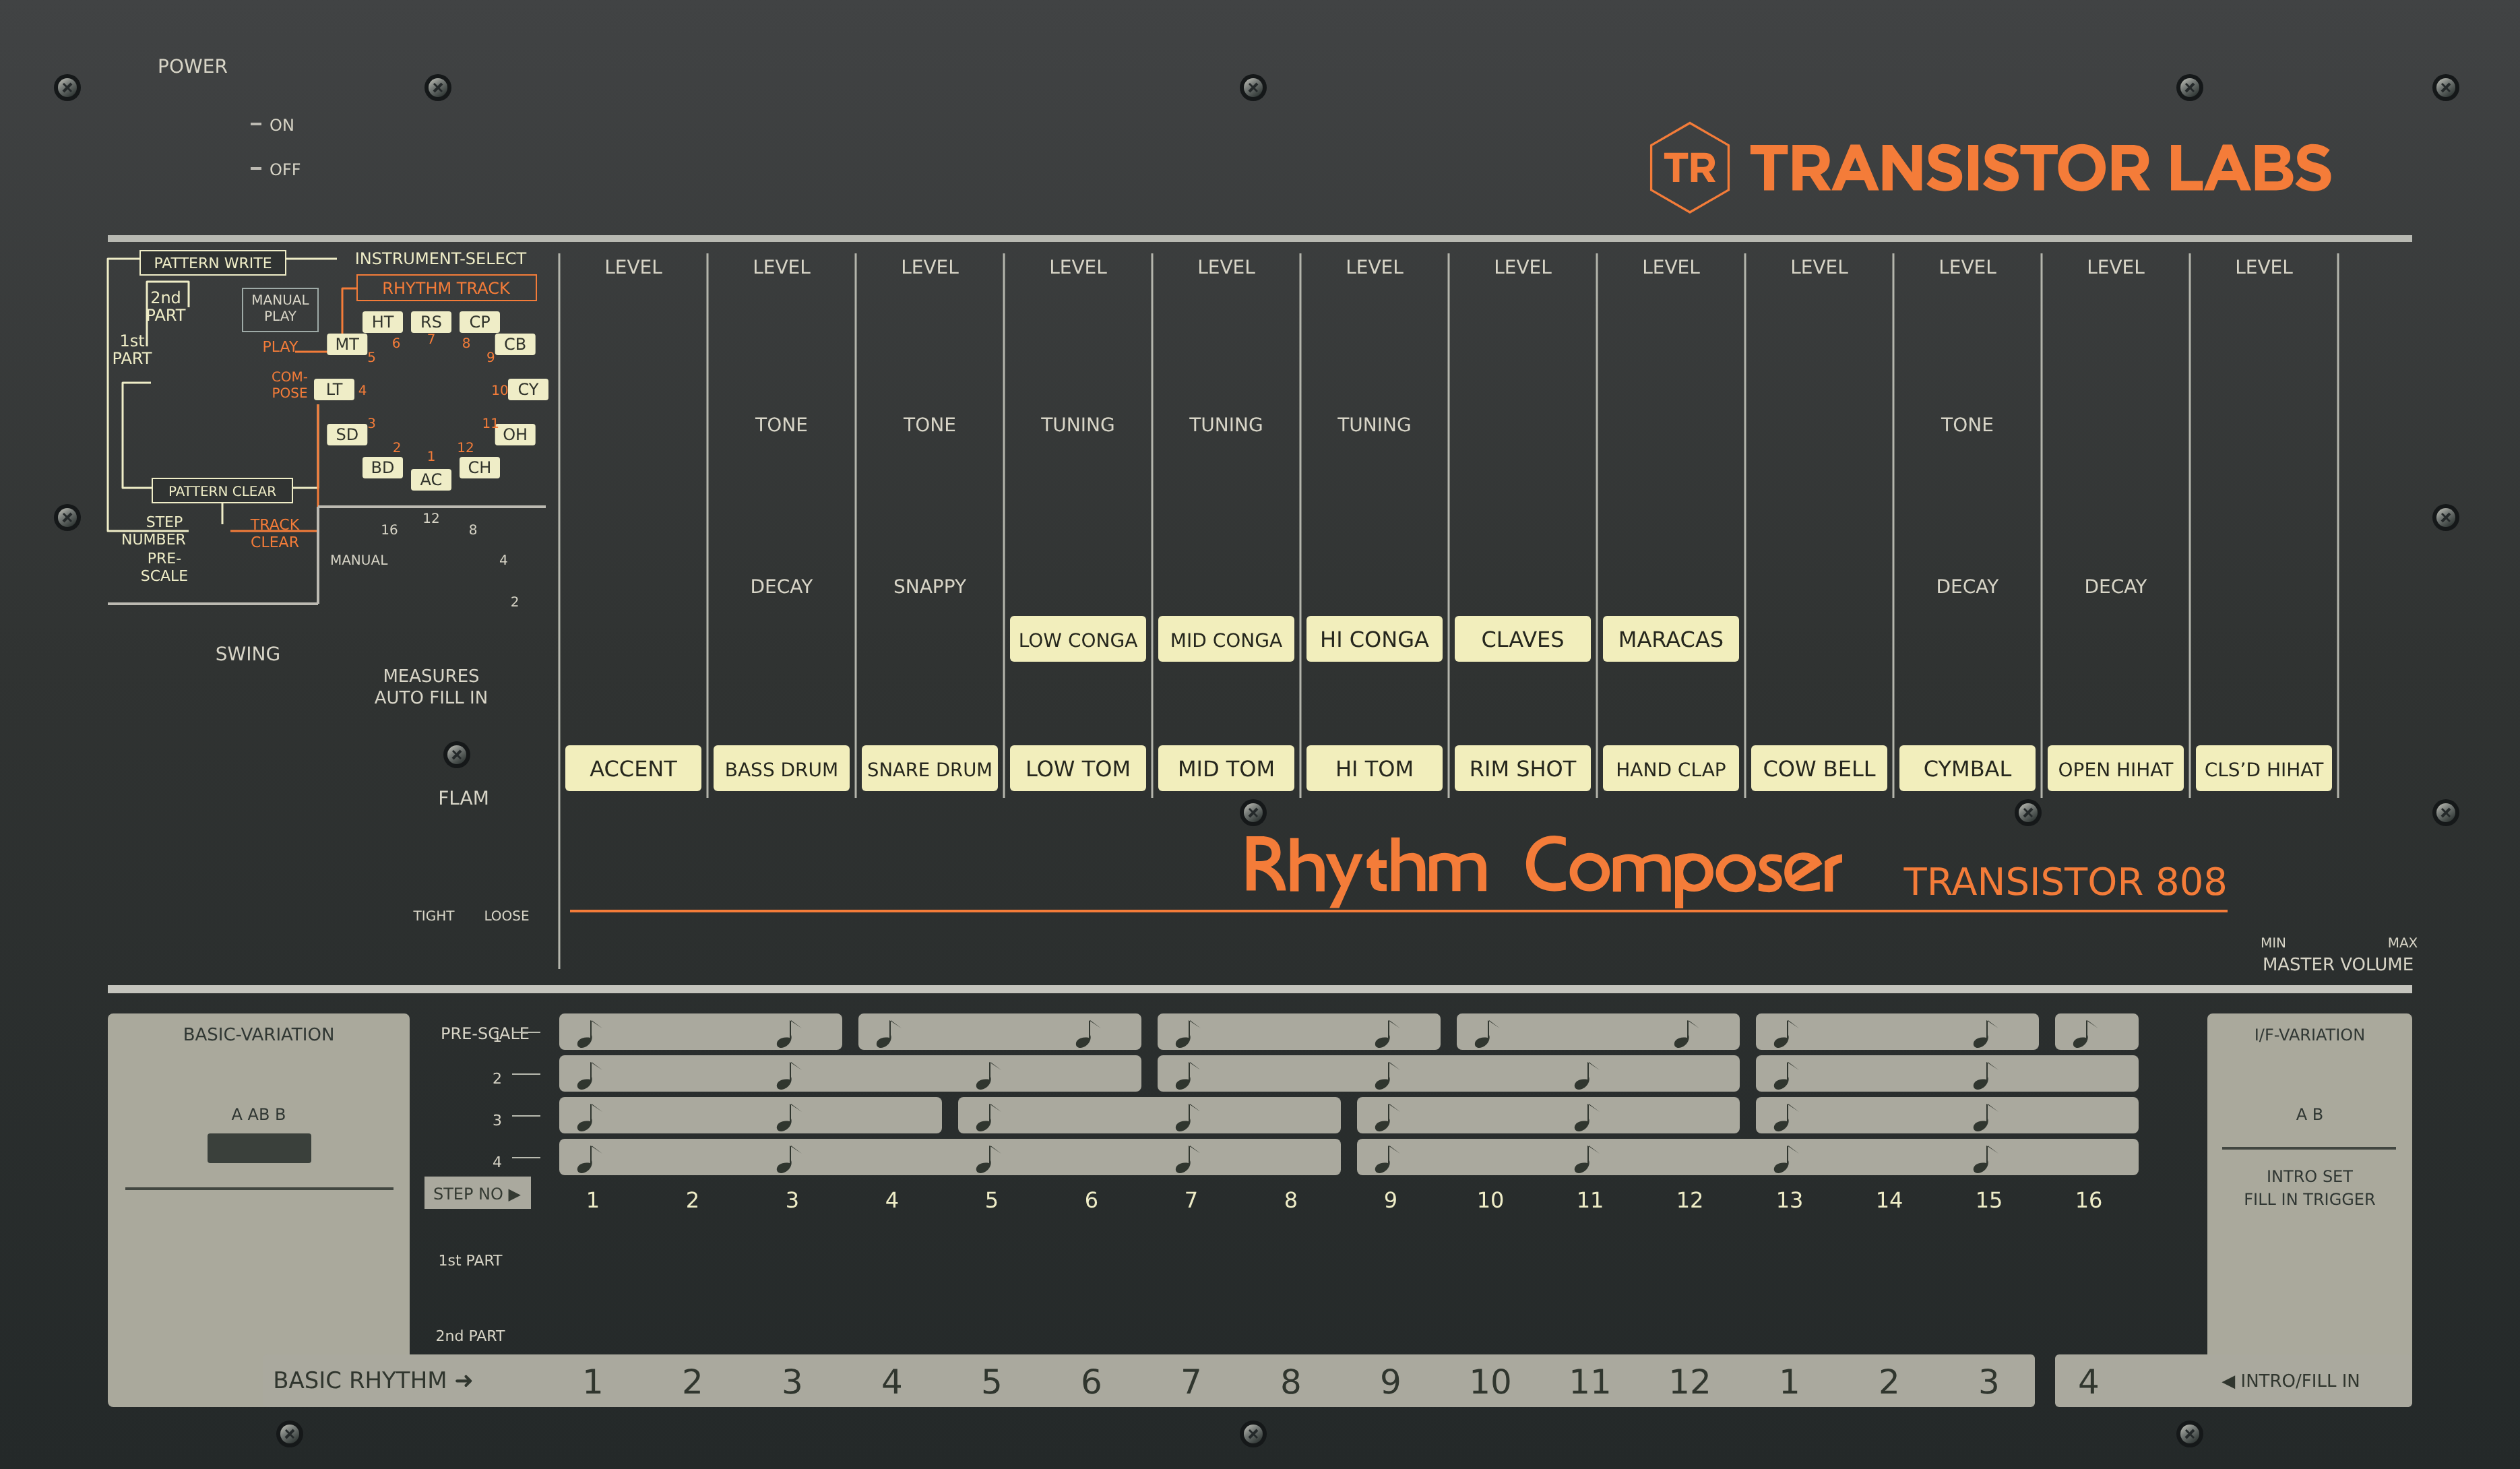 POWER
ON
OFF
TR TRANSISTOR LABS
PATTERN WRITE
INSTRUMENT-SELECT
RHYTHM TRACK
2nd
PART
MANUAL
PLAY
1st
PART
PLAY
COM-
POSE
HT RS CP
MT CB
LT CY
SD OH
BD CH
AC
6 7 8
5 9
4 10
3 11
2 12
1
PATTERN CLEAR
STEP
NUMBER
PRE-
SCALE
TRACK
CLEAR
12
16 8
MANUAL 4
2
SWING
MEASURES
AUTO FILL IN
FLAM
TIGHT LOOSE
LEVEL LEVEL LEVEL LEVEL LEVEL LEVEL LEVEL LEVEL LEVEL LEVEL LEVEL LEVEL
TONE TONE TUNING TUNING TUNING TONE
DECAY SNAPPY DECAY DECAY
LOW CONGA MID CONGA HI CONGA CLAVES MARACAS
ACCENT BASS DRUM SNARE DRUM LOW TOM MID TOM HI TOM RIM SHOT HAND CLAP COW BELL CYMBAL OPEN HIHAT CLS’D HIHAT
Rhythm Composer TRANSISTOR 808
MIN MAX
MASTER VOLUME
BASIC-VARIATION
A AB B
PRE-SCALE
1
2
3
4
STEP NO ▶
1 2 3 4 5 6 7 8 9 10 11 12 13 14 15 16
1st PART
2nd PART
I/F-VARIATION
A B
INTRO SET
FILL IN TRIGGER
BASIC RHYTHM ➔ 1 2 3 4 5 6 7 8 9 10 11 12 1 2 3 4 ◀ INTRO/FILL IN